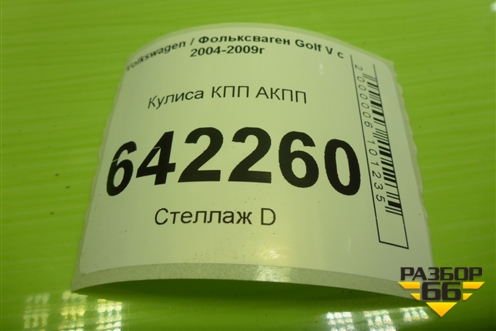 Volkswagen / Фольксваген Golf V с
2004-2009г
Кулиса КПП АКПП
642260
Стеллаж D
2000006101235
РАЗБОР
66